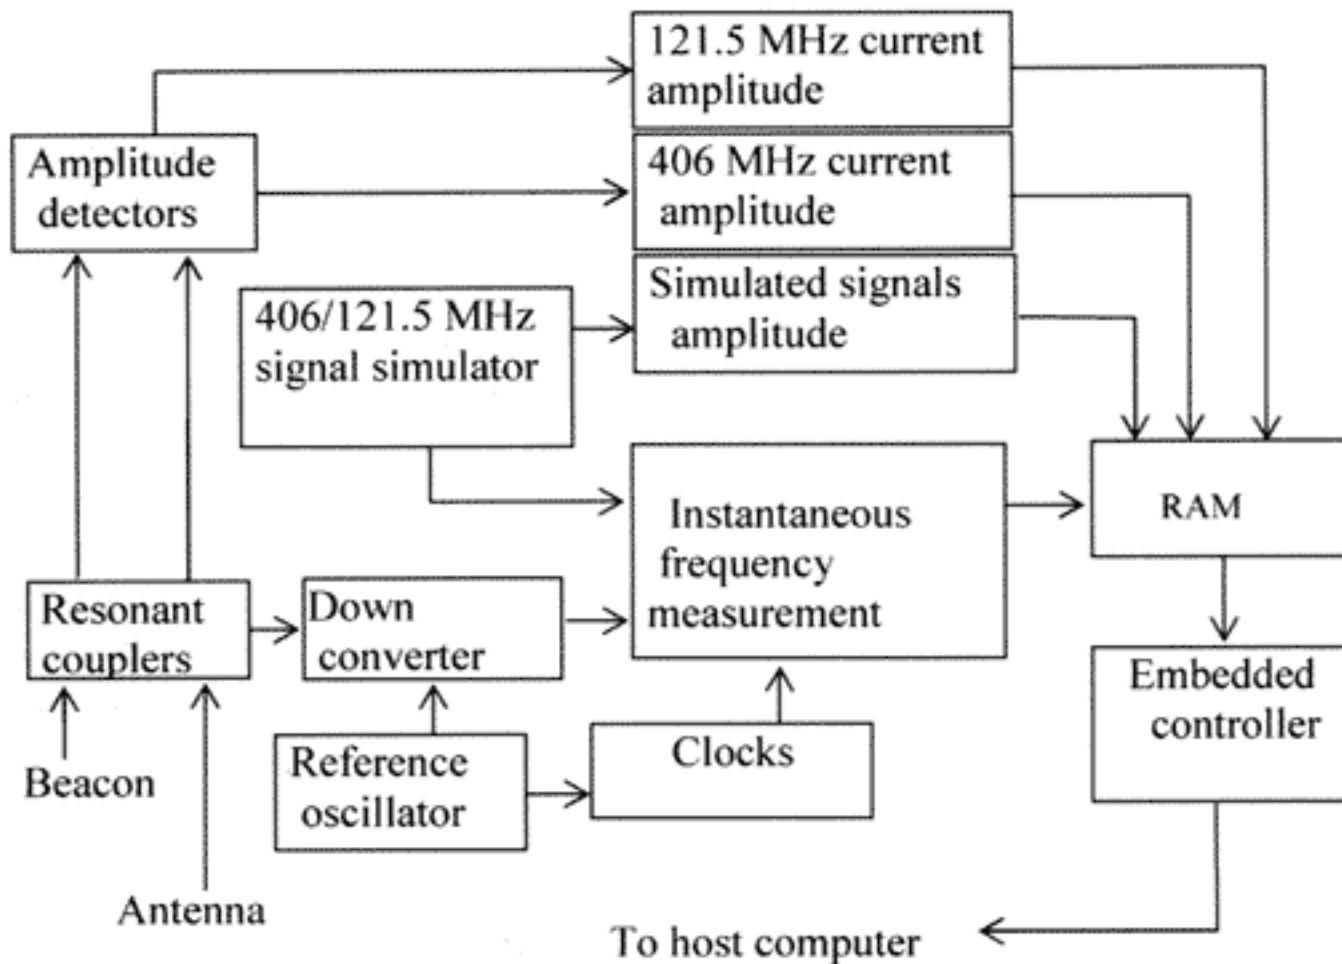 121.5 MHz current
amplitude
Amplitude
detectors
406 MHz current
amplitude
406/121.5 MHz
signal simulator
Simulated signals
amplitude
Instantaneous
frequency
measurement
RAM
Resonant
couplers
Down
converter
Embedded
controller
Beacon
Reference
oscillator
Clocks
Antenna
To host computer